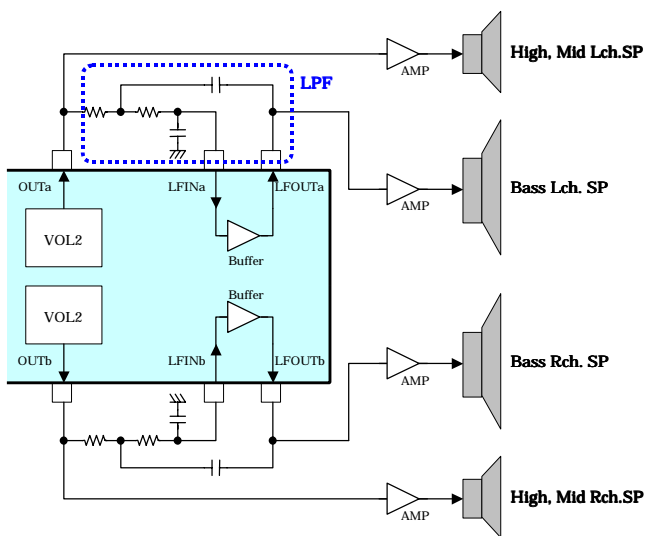 High, Mid Lch.SP
AMP
LPF
OUTa
LFINa
LFOUTa
AMP
Bass Lch. SP
VOL2
Buffer
VOL2
Buffer
OUTb
LFINb
LFOUTb
AMP
Bass Rch. SP
High, Mid Rch.SP
AMP